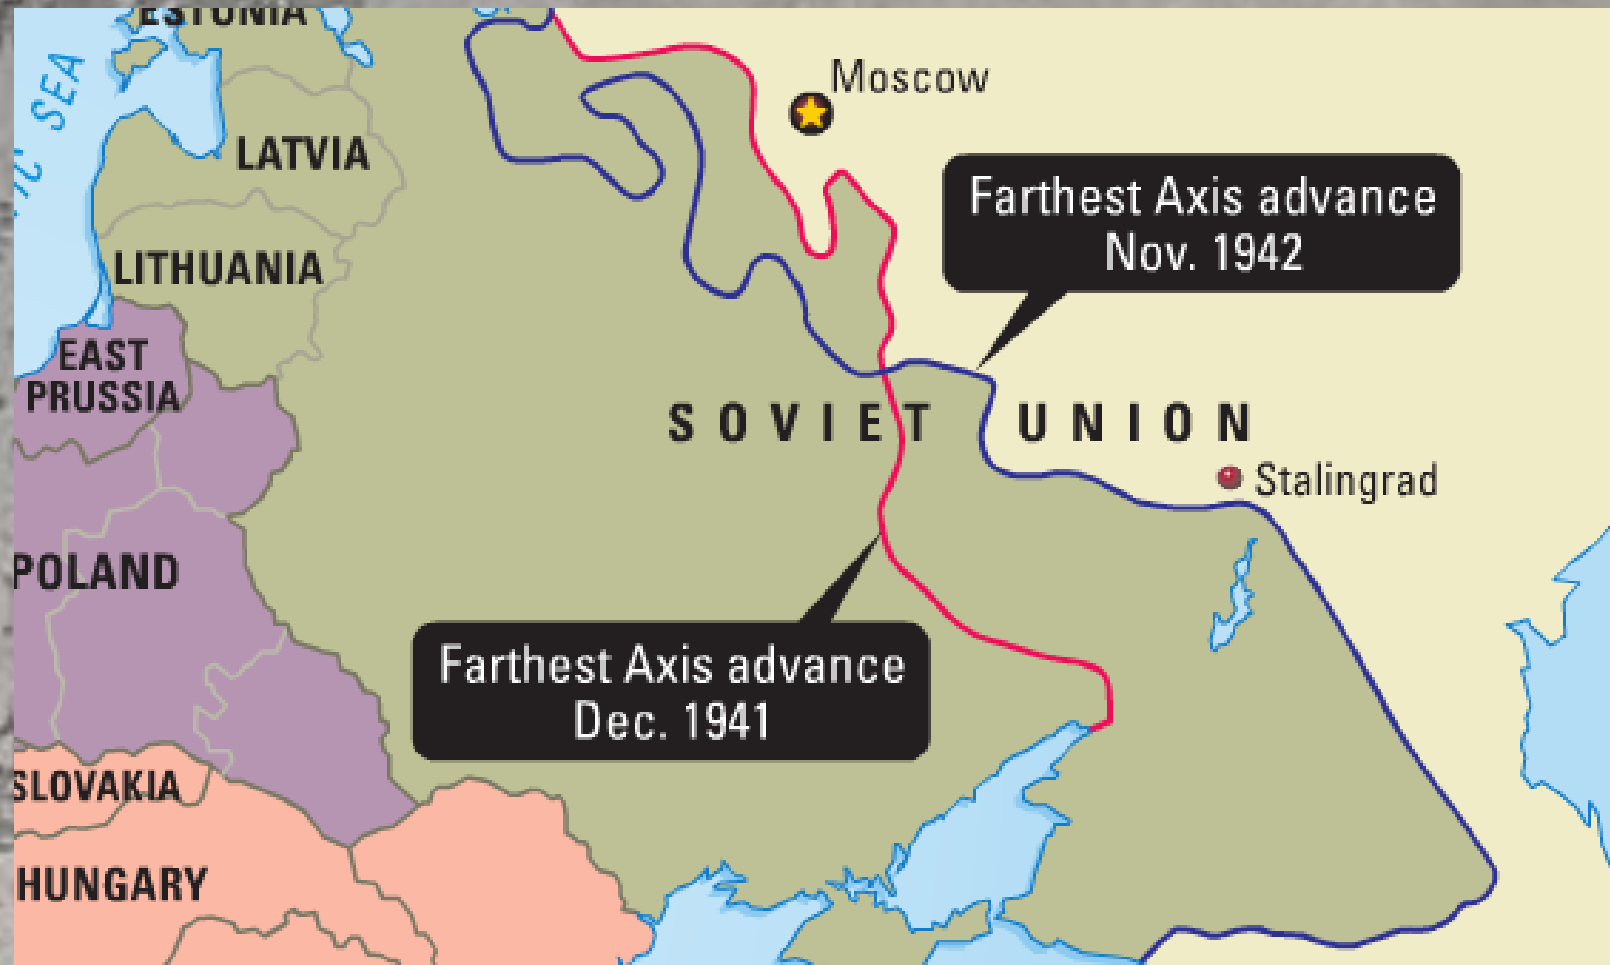 ESTONIA
IC SEA
Moscow
LATVIA
Farthest Axis advance
Nov. 1942
LITHUANIA
EAST
PRUSSIA
SOVIET UNION
Stalingrad
POLAND
Farthest Axis advance
Dec. 1941
SLOVAKIA
HUNGARY